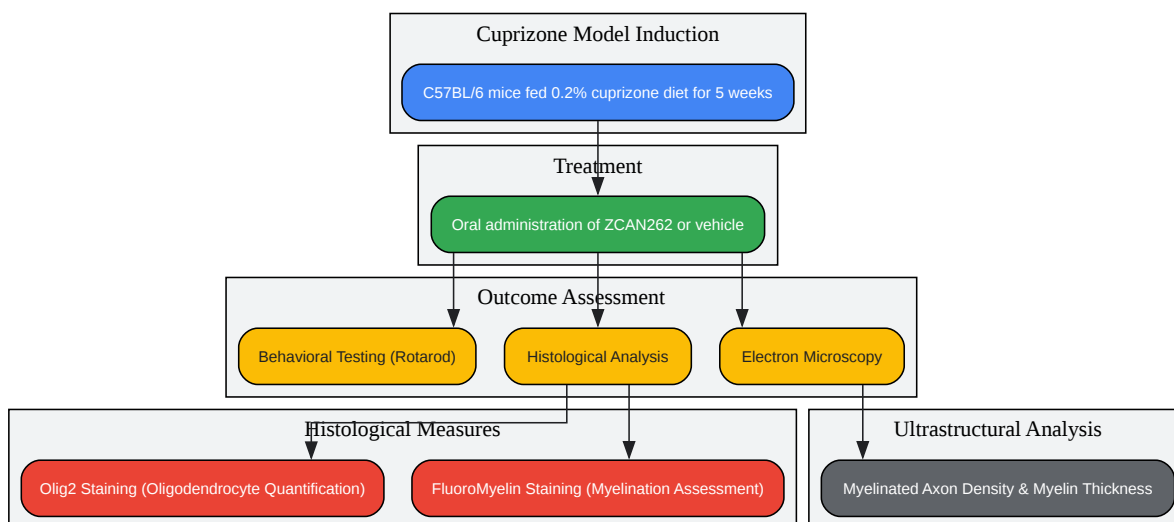 Cuprizone Model Induction
C57BL/6 mice fed 0.2% cuprizone diet for 5 weeks
Treatment
Oral administration of ZCAN262 or vehicle
Outcome Assessment
Behavioral Testing (Rotarod)
Histological Analysis
Electron Microscopy
Histological Measures
Ultrastructural Analysis
Olig2 Staining (Oligodendrocyte Quantification)
FluoroMyelin Staining (Myelination Assessment)
Myelinated Axon Density & Myelin Thickness